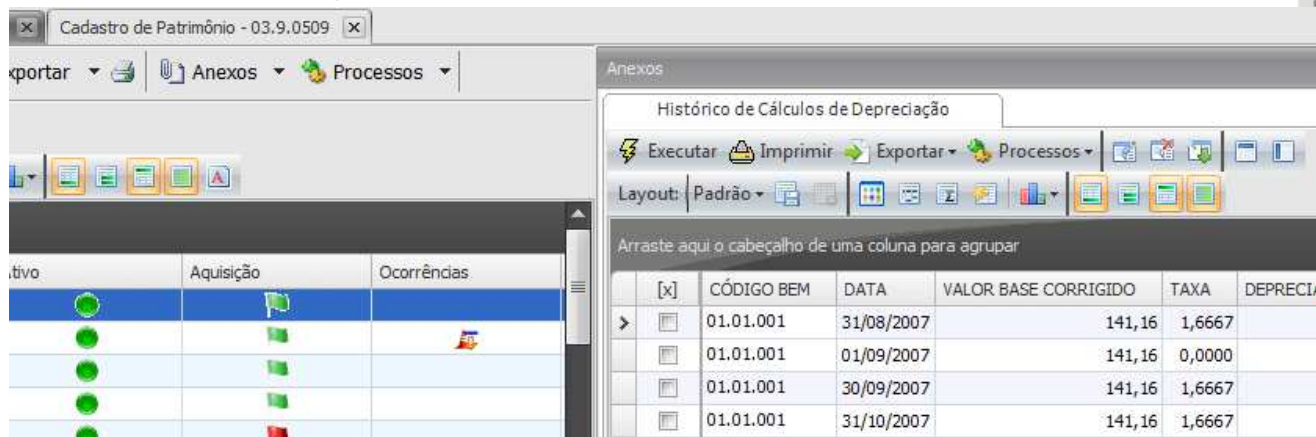 Cadastro de Patrimônio - 03.9.0509
xportar Anexos Processos
Ativo Aquisição Ocorrências
Anexos
Histórico de Cálculos de Depreciação
Executar Imprimir Exportar Processos
Layout: Padrão
Arraste aqui o cabeçalho de uma coluna para agrupar
[x] CÓDIGO BEM DATA VALOR BASE CORRIGIDO TAXA DEPRECIA
01.01.001 31/08/2007 141,16 1,6667
01.01.001 01/09/2007 141,16 0,0000
01.01.001 30/09/2007 141,16 1,6667
01.01.001 31/10/2007 141,16 1,6667